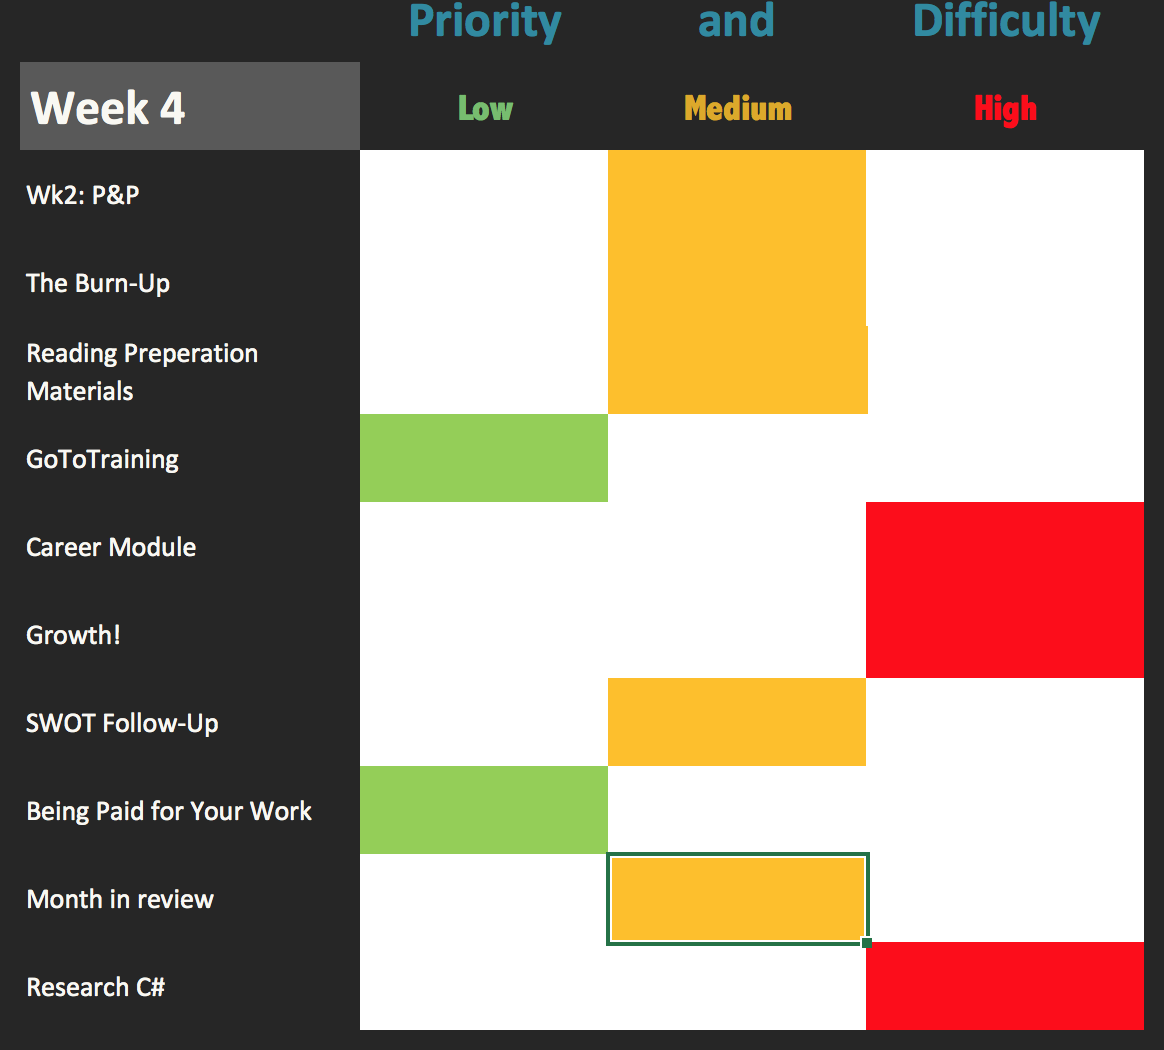 Priority and Difficulty
Week 4 Low Medium High
Wk2: P&P
The Burn-Up
Reading Preperation
Materials
GoToTraining
Career Module
Growth!
SWOT Follow-Up
Being Paid for Your Work
Month in review
Research C#